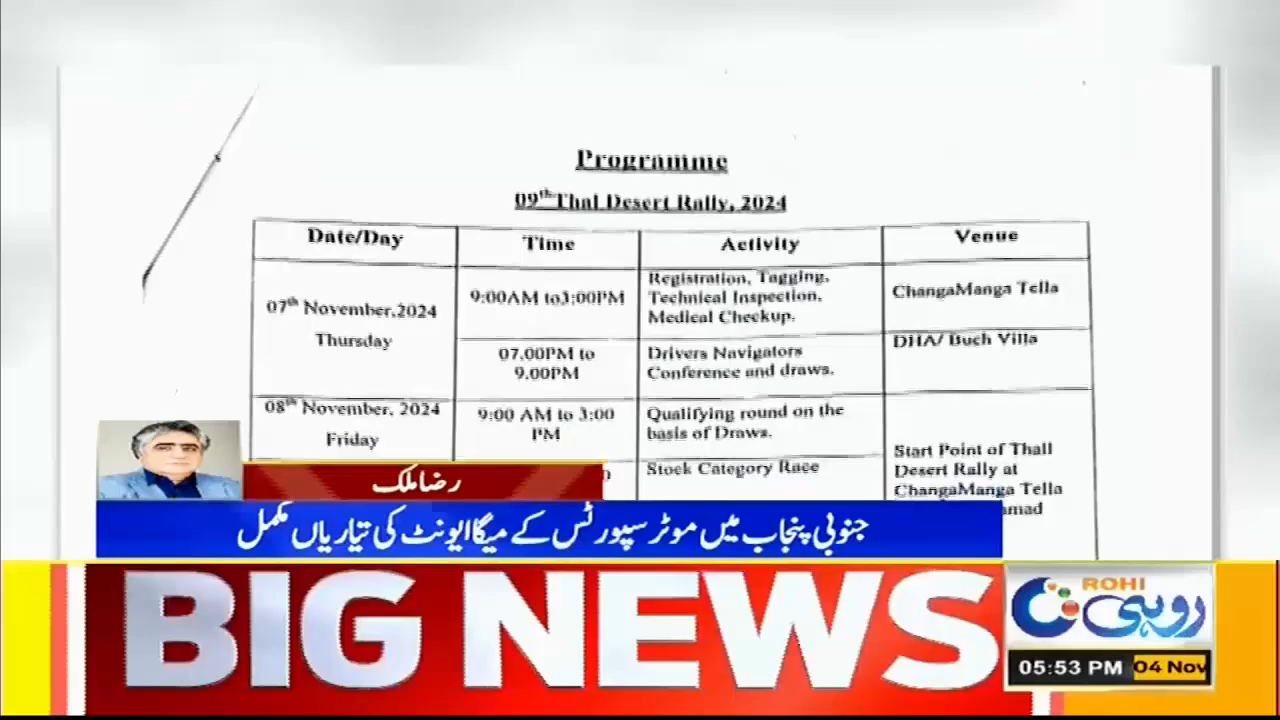 Programme
09th Thal Desert Rally, 2024
Date/Day Time Activity Venue
07th November,2024
Thursday
9:00AM to3:00PM
Registration, Tagging,
Technical Inspection,
Medical Checkup.
ChangaManga Tella
07.00PM to
9.00PM
Drivers Navigators
Conference and draws.
DHA/ Buch Villa
08th November, 2024
Friday
9:00 AM to 3:00
PM
Qualifying round on the
basis of Draws.
Stock Category Race
Start Point of Thall
Desert Rally at
ChangaManga Tella
رضا ملک
جنوبی پنجاب میں موٹر سپورٹس کے میگا ایونٹ کی تیاریاں مکمل
BIG NEWS
ROHI
روہی
05:53 PM 04 Nov